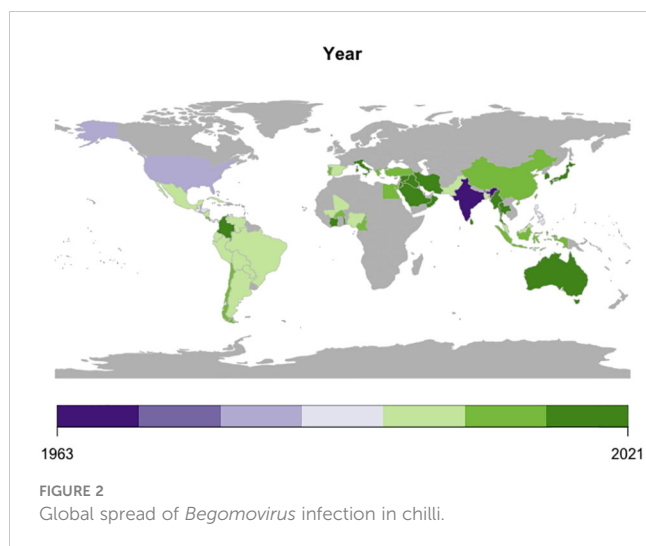 Year
1963 2021
FIGURE 2
Global spread of Begomovirus infection in chilli.